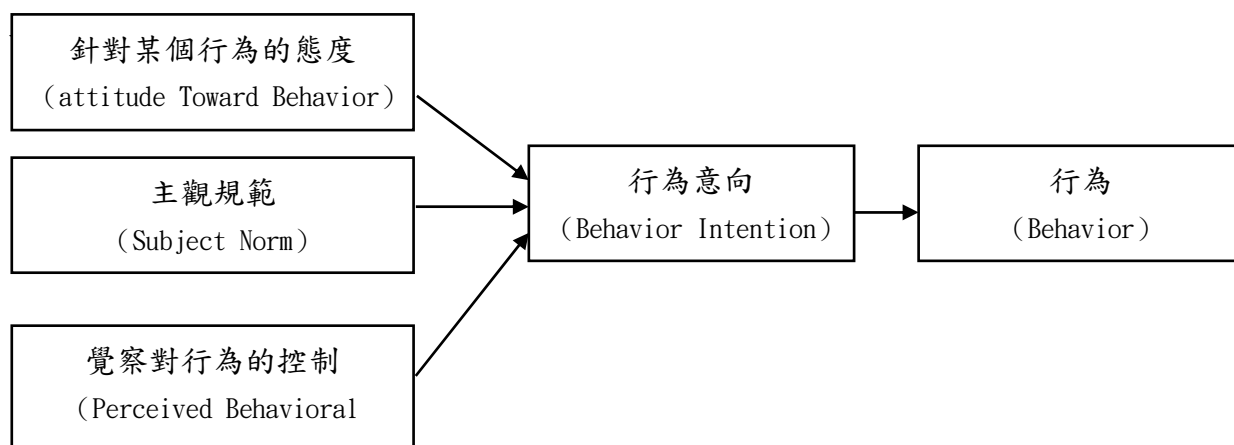 針對某個行為的態度
（attitude Toward Behavior）
主觀規範
（Subject Norm）
覺察對行為的控制
（Perceived Behavioral
行為意向
（Behavior Intention）
行為
（Behavior）